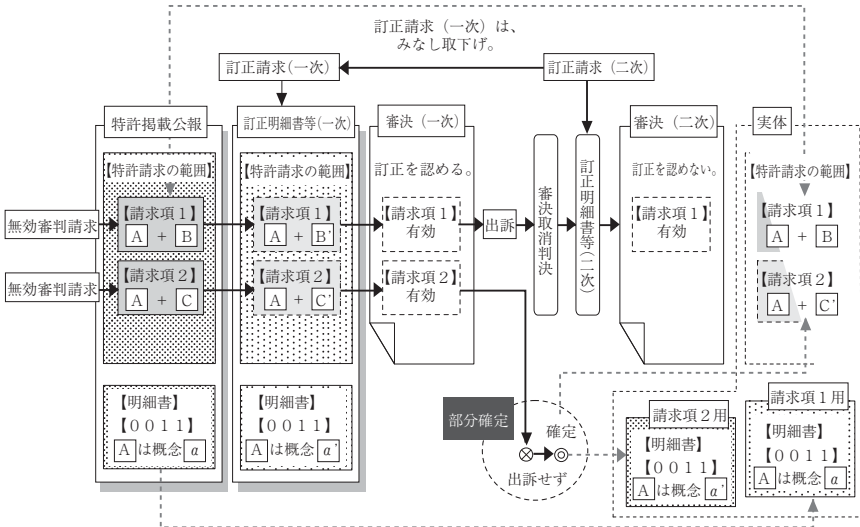 訂正請求（一次）は、
みなし取下げ。
訂正請求(一次)
訂正請求（二次）
特許掲載公報
【特許請求の範囲】
【請求項１】
A + B
【請求項２】
A + C
【明細書】
【００１１】
Aは概念 a
無効審判請求
無効審判請求
訂正明細書等(一次)
【特許請求の範囲】
【請求項１】
A + B'
【請求項２】
A + C'
【明細書】
【００１１】
Aは概念 a'
審決（一次）
訂正を認める。
【請求項１】
有効
【請求項２】
有効
出訴
審決取消判決
訂正明細書等(二次)
審決（二次）
訂正を認めない。
【請求項１】
有効
実体
【特許請求の範囲】
【請求項１】
A + B
【請求項２】
A + C'
部分確定
確定
出訴せず
請求項２用
【明細書】
【００１１】
Aは概念 a'
請求項１用
【明細書】
【００１１】
Aは概念 a